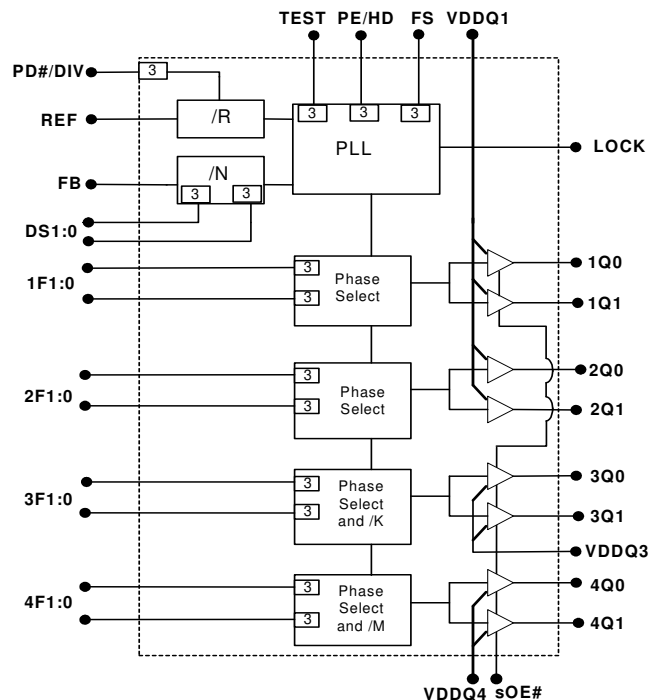 TEST PE/HD FS VDDQ1
PD#/DIV 3
REF /R 3 3 3
PLL LOCK
FB /N
3 3
DS1:0
1F1:0 3 3 Phase
Select
1Q0
1Q1
2F1:0 3 3 Phase
Select
2Q0
2Q1
3F1:0 3 3 Phase
Select
and /K
3Q0
3Q1
VDDQ3
4F1:0 3 3 Phase
Select
and /M
4Q0
4Q1
VDDQ4 sOE#